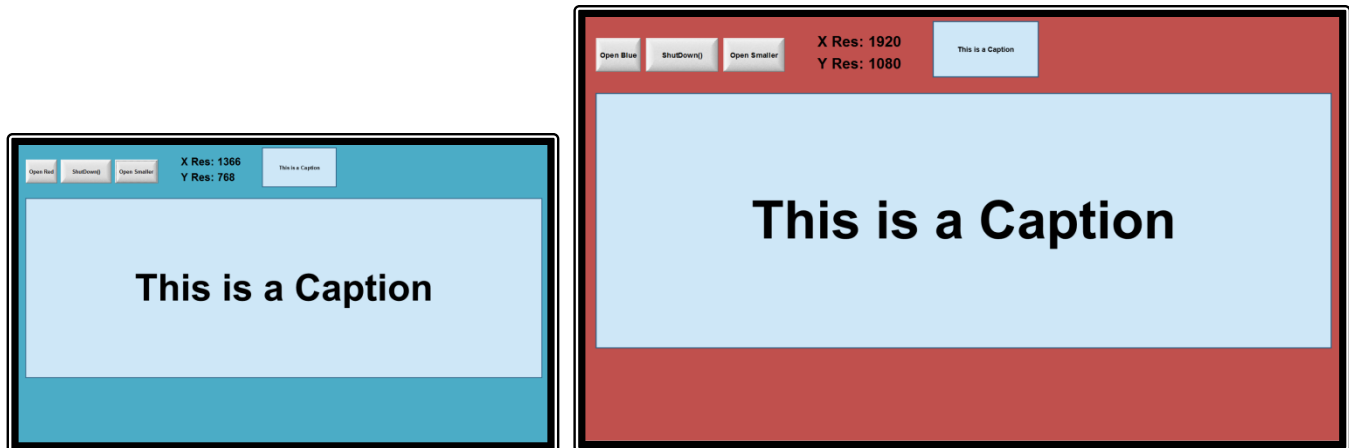 Open Red
ShutDown()
Open Smaller
X Res: 1366
Y Res: 768
This is a Caption
This is a Caption
Open Blue
ShutDown()
Open Smaller
X Res: 1920
Y Res: 1080
This is a Caption
This is a Caption